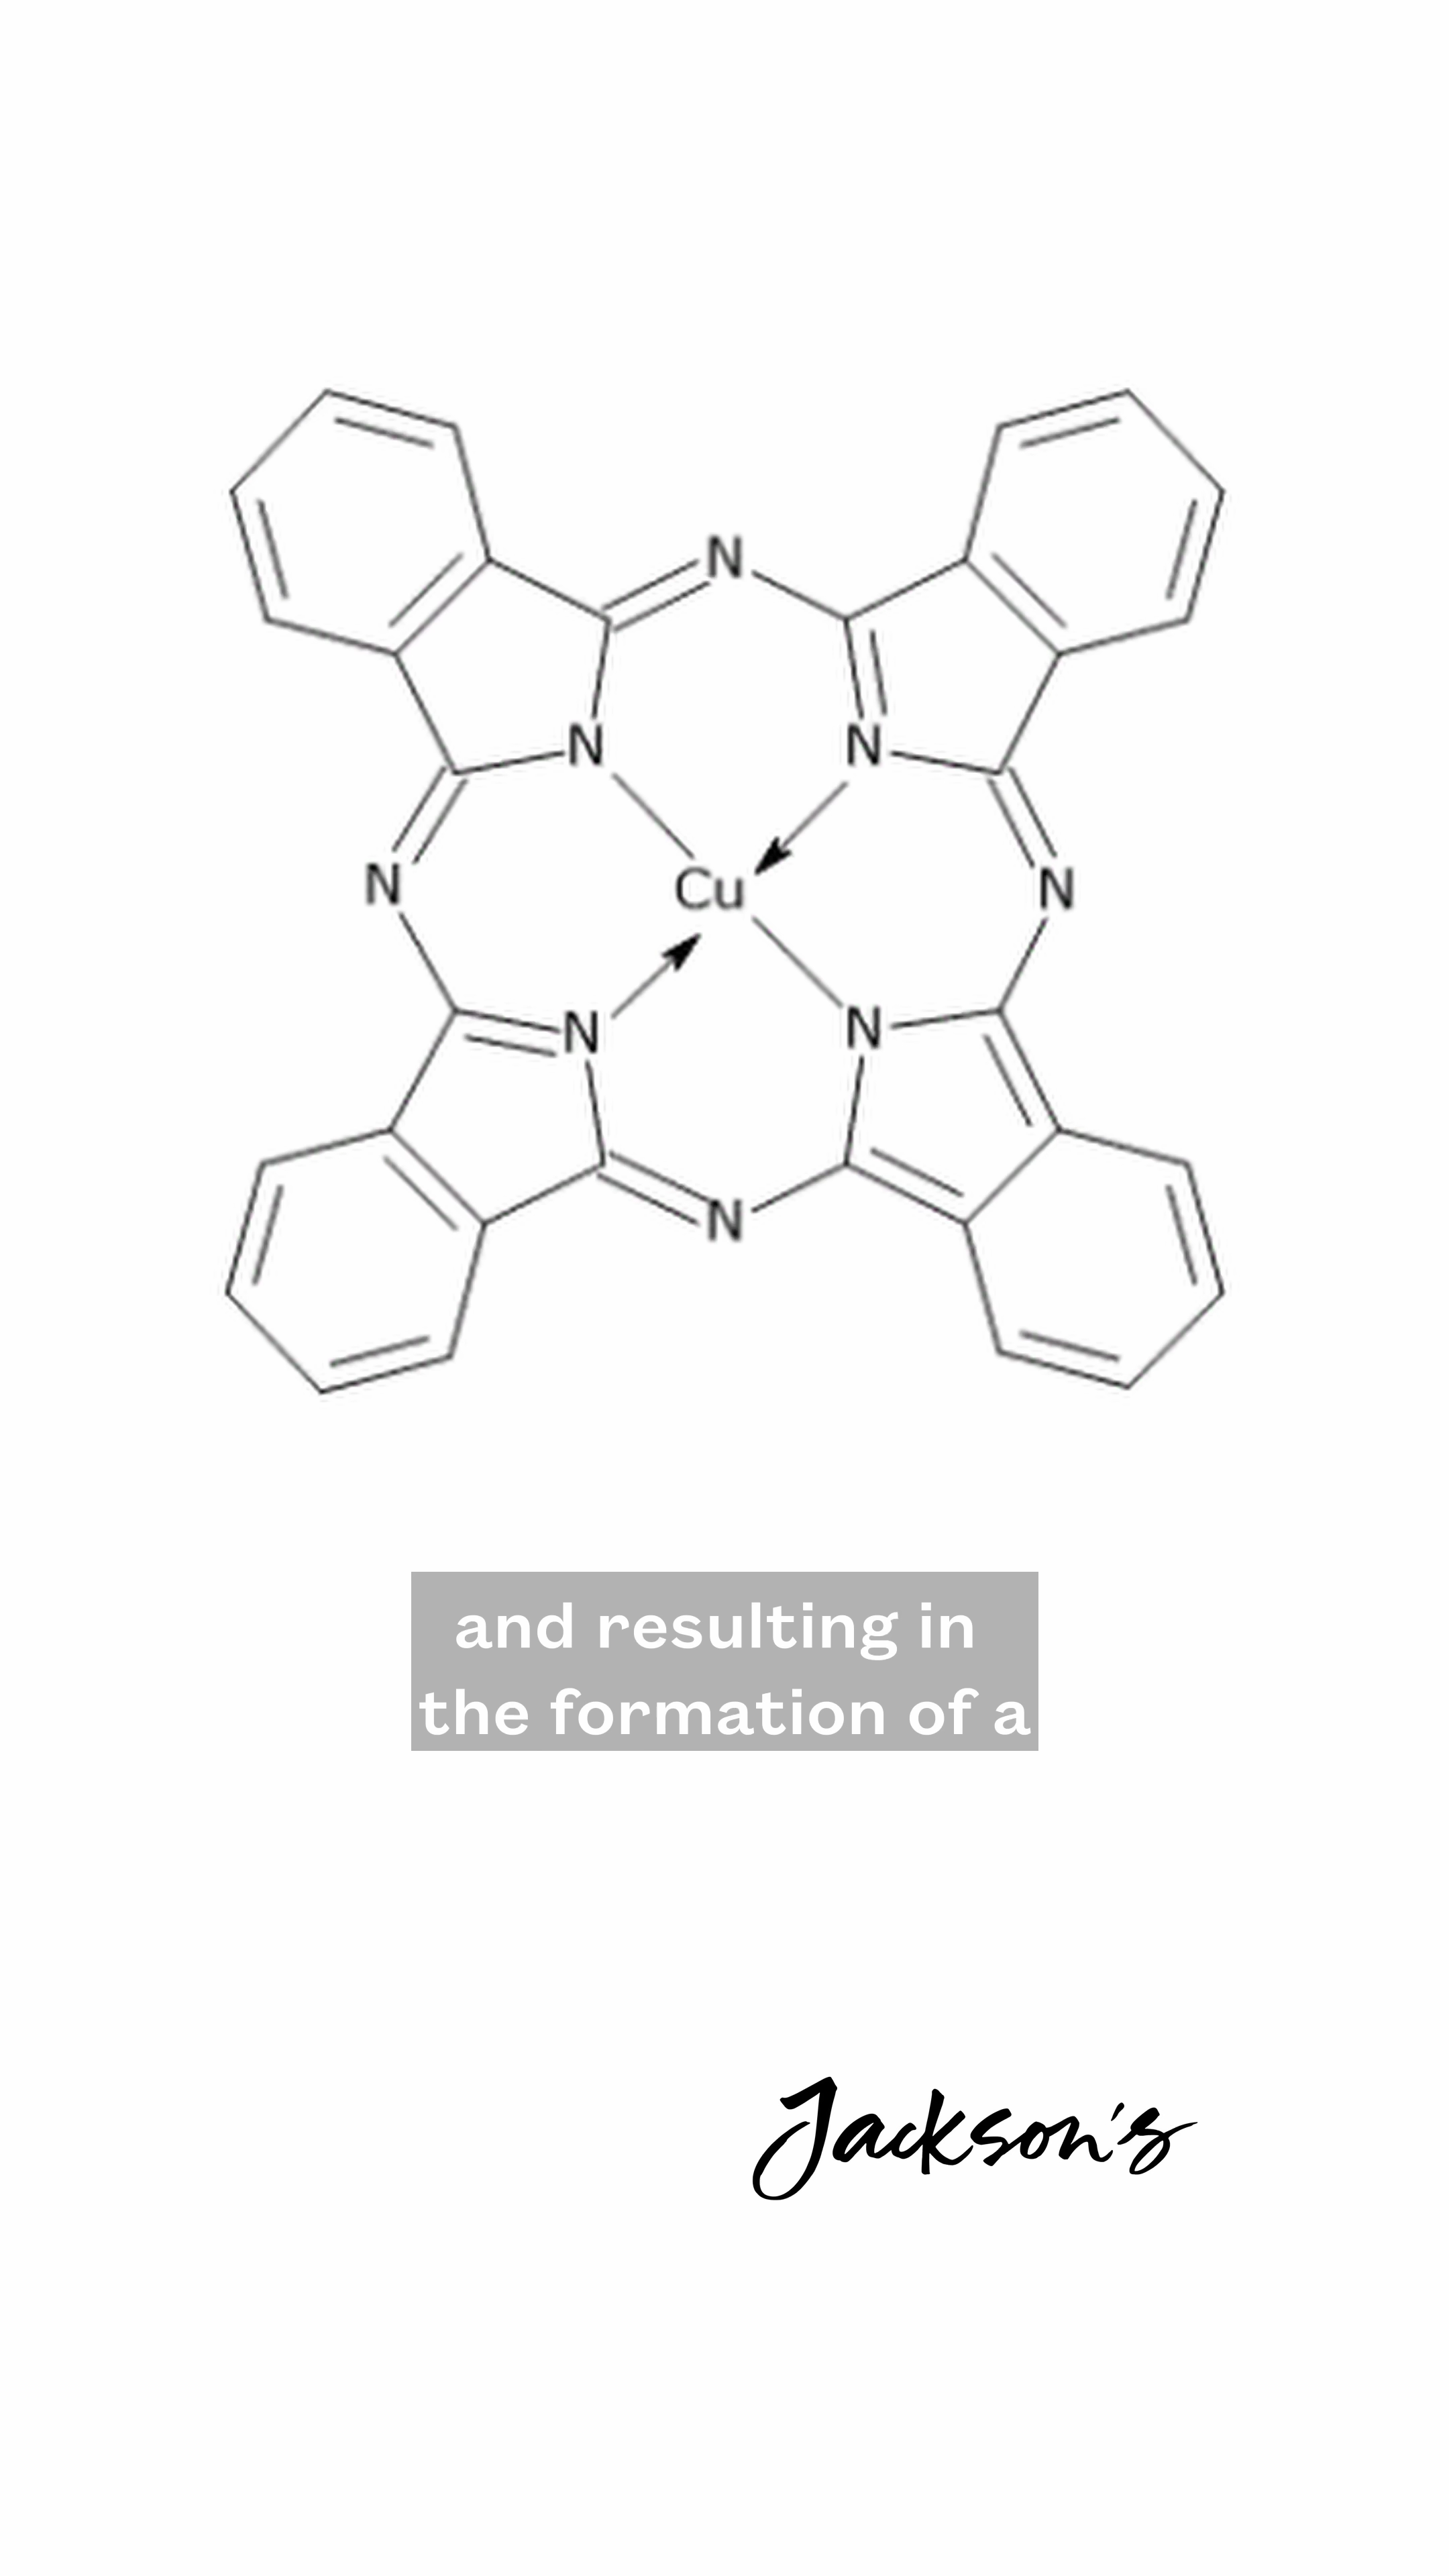 N
N N
N Cu N
N N
N
and resulting in
the formation of a
Jackson's